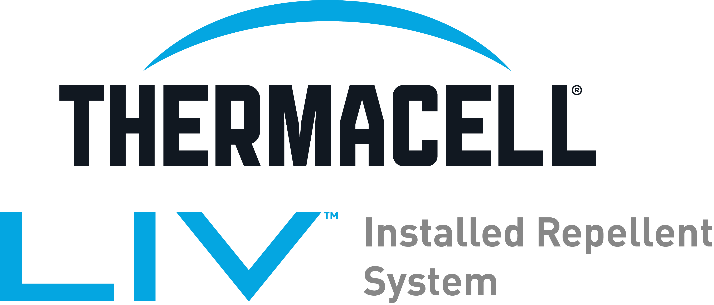 THERMACELL®
LIV™ Installed Repellent
System